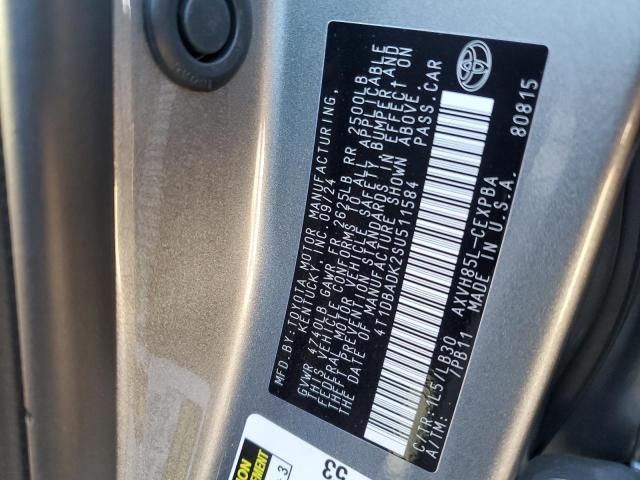 MFD.BY:TOYOTA MOTOR MANUFACTURING,
KENTUCKY, INC 09/24
GVWR 4740LB GAWR FR 2625LB RR 2500LB
THIS VEHICLE CONFORMS TO ALL APPLICABLE
FEDERAL MOTOR VEHICLE SAFETY BUMPER,AND
THEFT PREVENTION STANDARDS IN EFFECT ON
THE DATE OF MANUFACTURE SHOWN ABOVE.
4T1DBADK2SU511584 PASS.CAR
C/TR: 1L5 /LB30 AXVH85L-CEXPBA
A/TM: 7PB11 MADE IN U.S.A. 80815
53